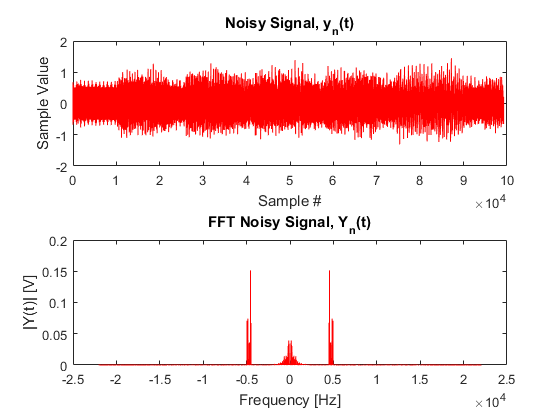 Noisy Signal, yn(t)
Sample Value
2
1
0
-1
-2
0 1 2 3 4 5 6 7 8 9 10
Sample #
×10^4
FFT Noisy Signal, Yn(t)
|Y(t)| [V]
0.2
0.15
0.1
0.05
0
-2.5 -2 -1.5 -1 -0.5 0 0.5 1 1.5 2 2.5
Frequency [Hz]
×10^4